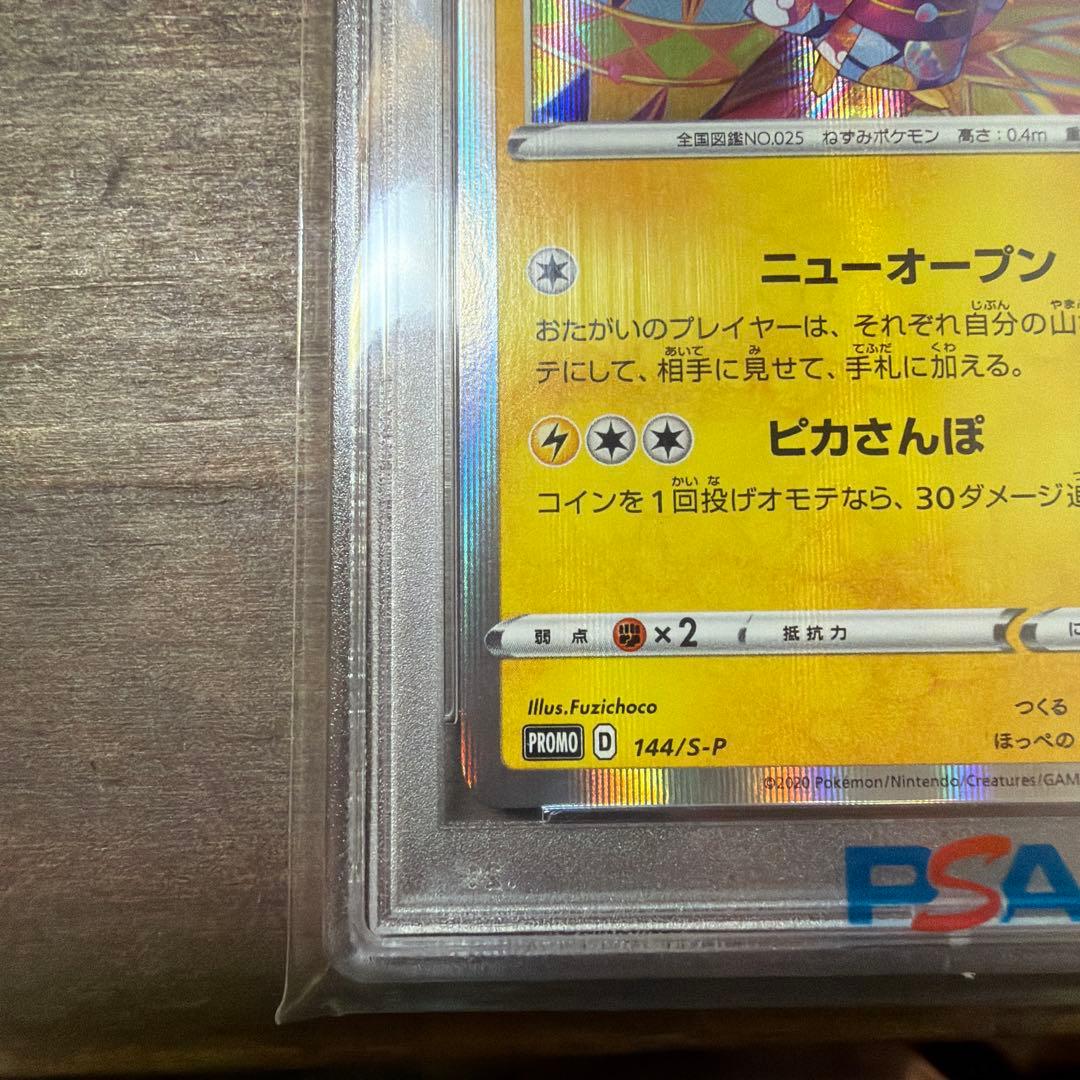 全国図鑑NO.025 ねずみポケモン 高さ:0.4m 重
ニューオープン
おたがいのプレイヤーは、それぞれ自分の山
テにして、相手に見せて、手札に加える。
ピカさんぽ
コインを1回投げオモテなら、30ダメージ追
弱点 ×2 抵抗力 に
Illus.Fuzichoco
つくる
PROMO D 144/S-P
ほっぺの
©2020 Pokémon/Nintendo/Creatures/GAM
PSA